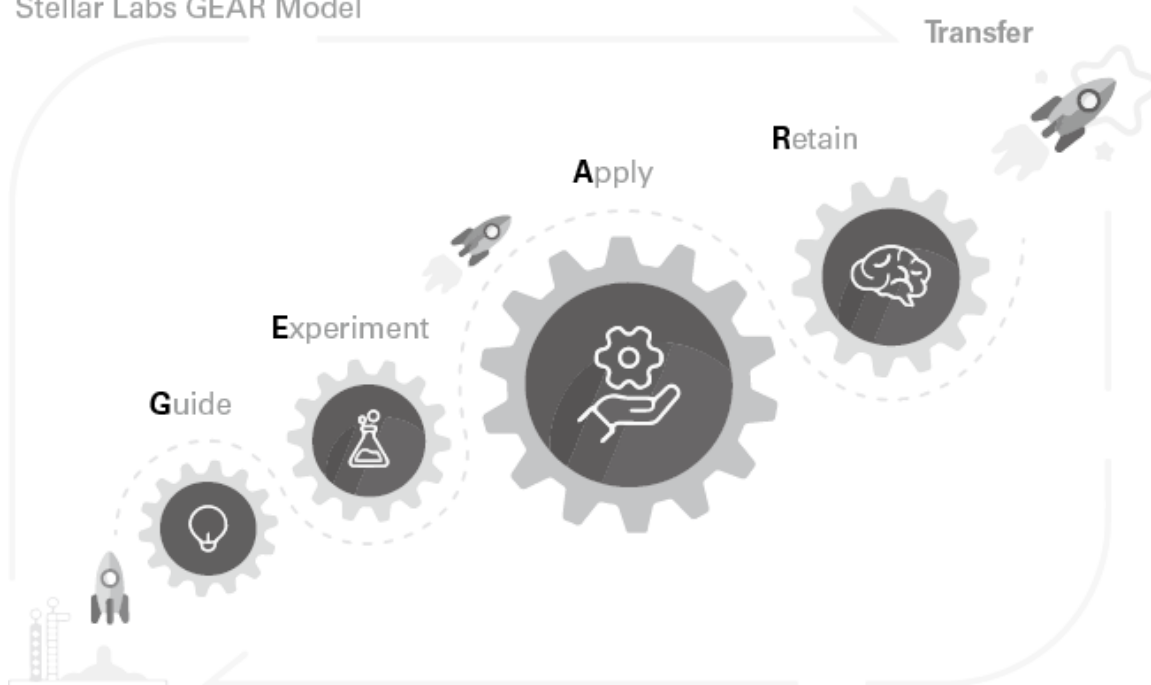 Stellar Labs GEAR Model
Transfer
Retain
Apply
Experiment
Guide